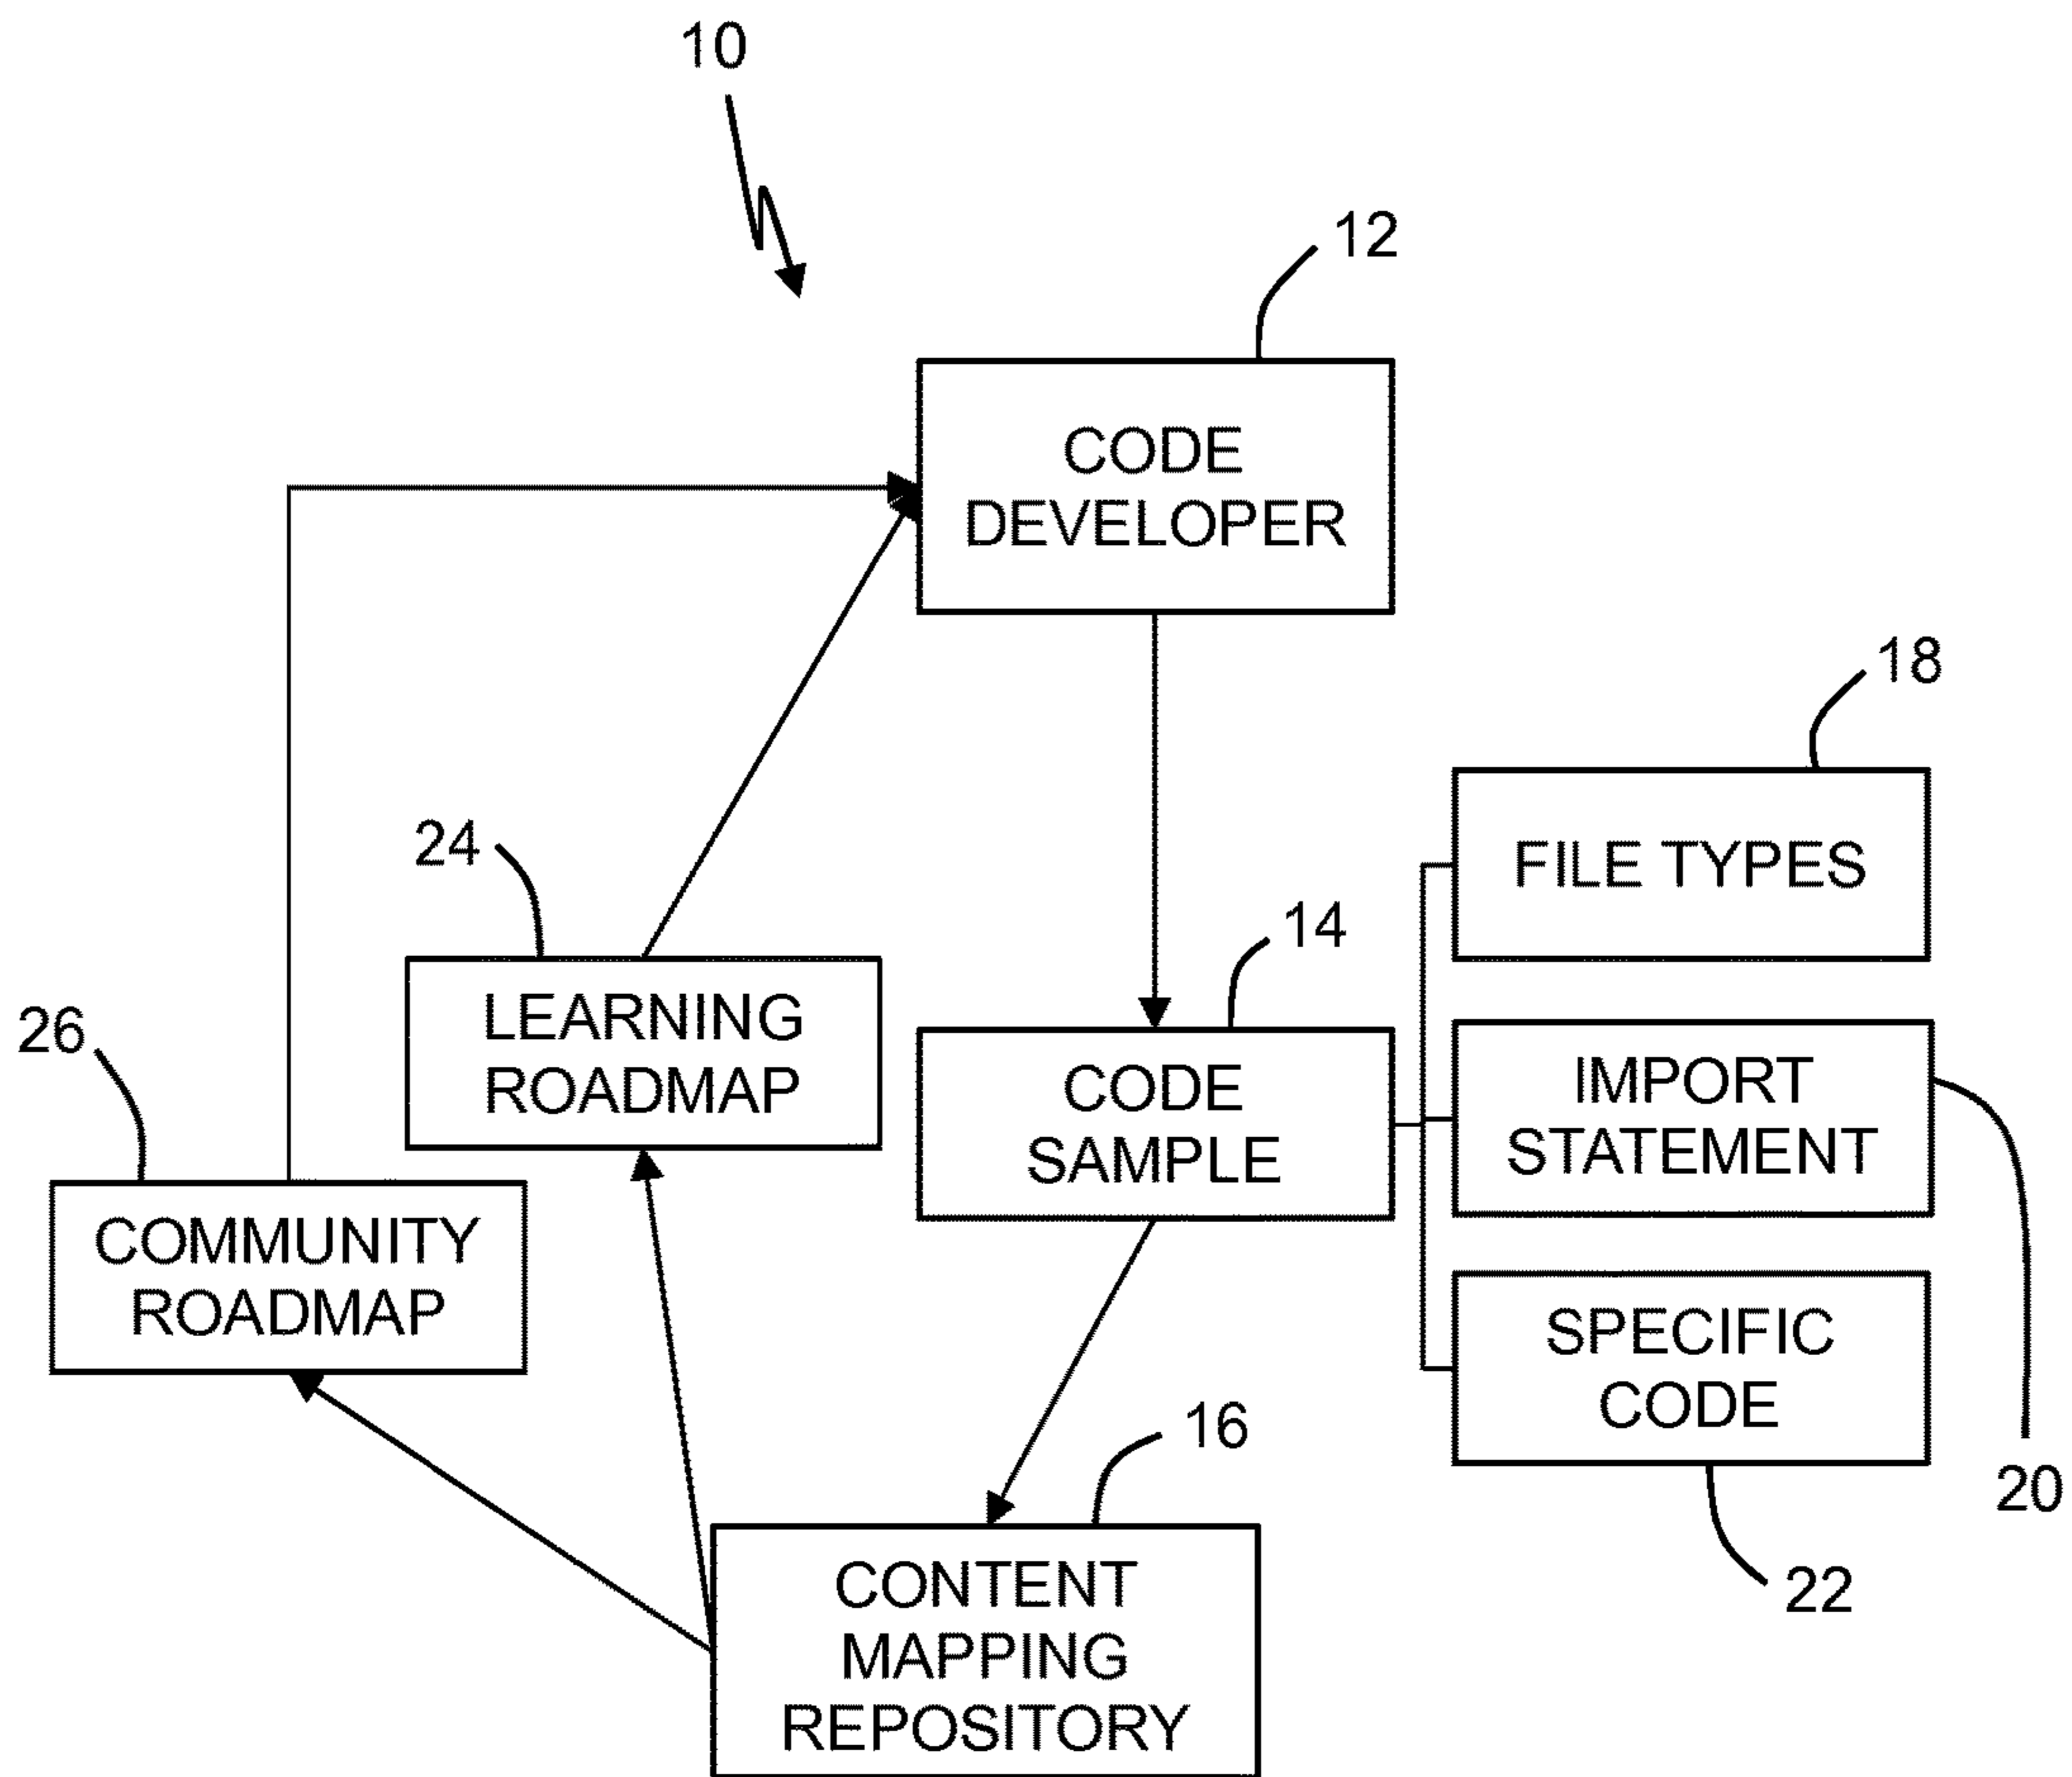 10
12
CODE
DEVELOPER
18
FILE TYPES
24
14
LEARNING
ROADMAP
26
CODE
SAMPLE
IMPORT
STATEMENT
COMMUNITY
ROADMAP
SPECIFIC
CODE
16
20
CONTENT
MAPPING
REPOSITORY
22